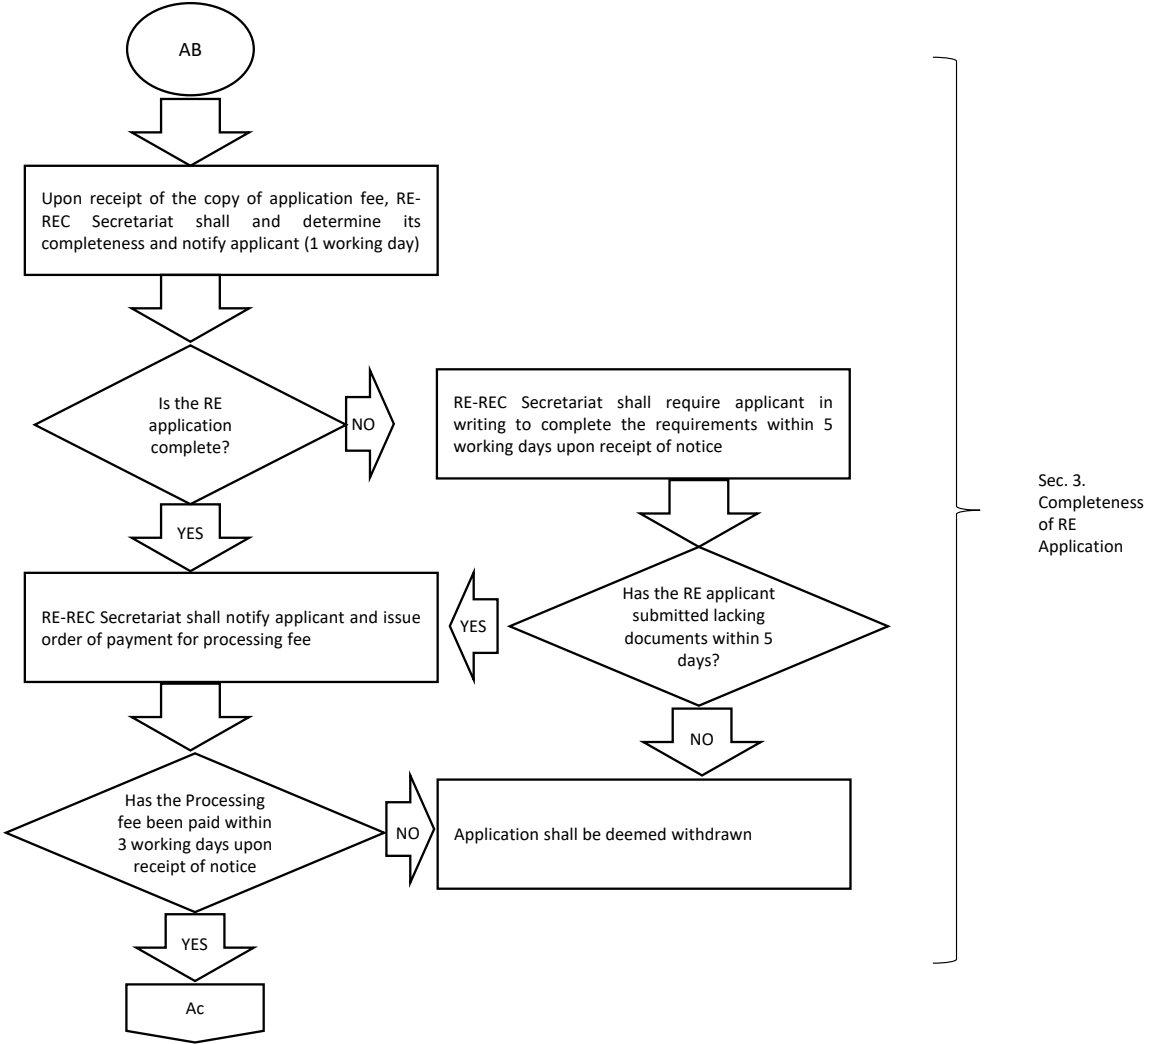 AB
Upon receipt of the copy of application fee, RE-
REC Secretariat shall and determine its
completeness and notify applicant (1 working day)
Is the RE
application
complete?
NO
RE-REC Secretariat shall require applicant in
writing to complete the requirements within 5
working days upon receipt of notice
YES
Sec. 3.
Completeness
of RE
Application
RE-REC Secretariat shall notify applicant and issue
order of payment for processing fee
YES
Has the RE applicant
submitted lacking
documents within 5
days?
NO
Has the Processing
fee been paid within
3 working days upon
receipt of notice
NO
Application shall be deemed withdrawn
YES
Ac